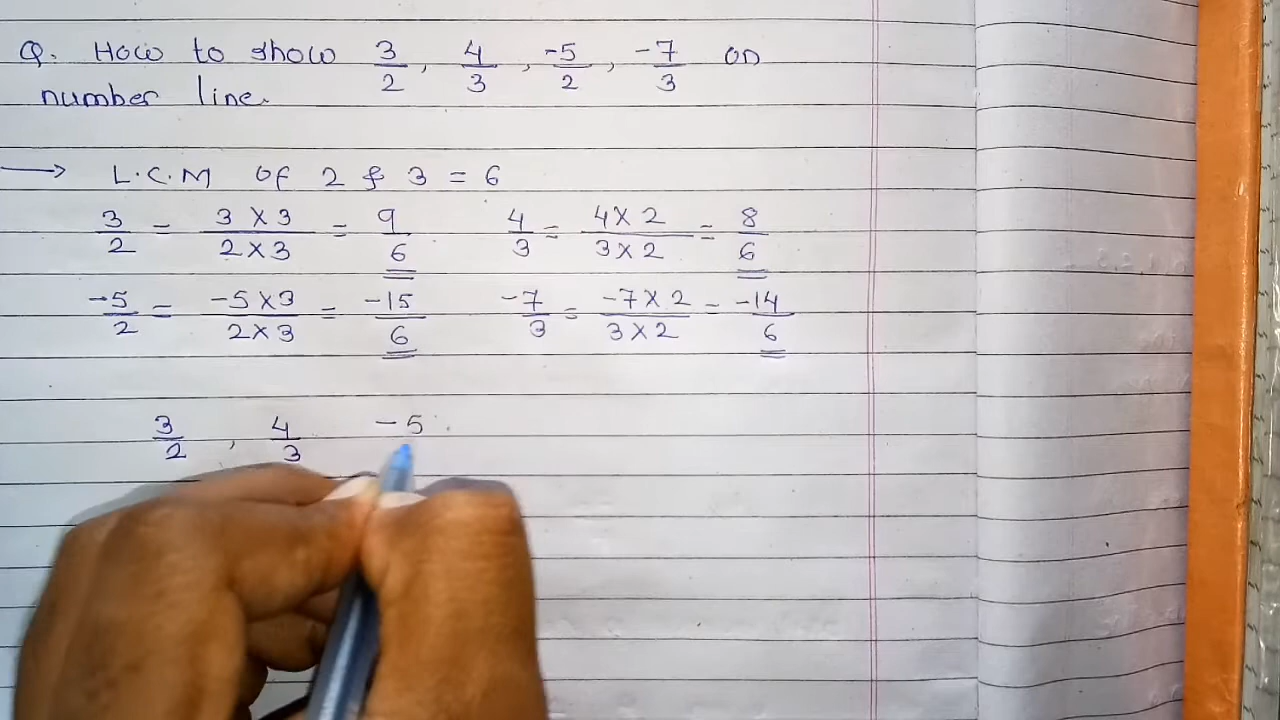 Q. How to show 3/2, 4/3, -5/2, -7/3 on
number line.
→ L.C.M of 2 & 3 = 6
3/2 = 3 X 3/2 X 3 = 9/6 4/3 = 4 X 2/3 X 2 = 8/6
-5/2 = -5 X 3/2 X 3 = -15/6 -7/3 = -7 X 2/3 X 2 = -14/6
3/2, 4/3 -5